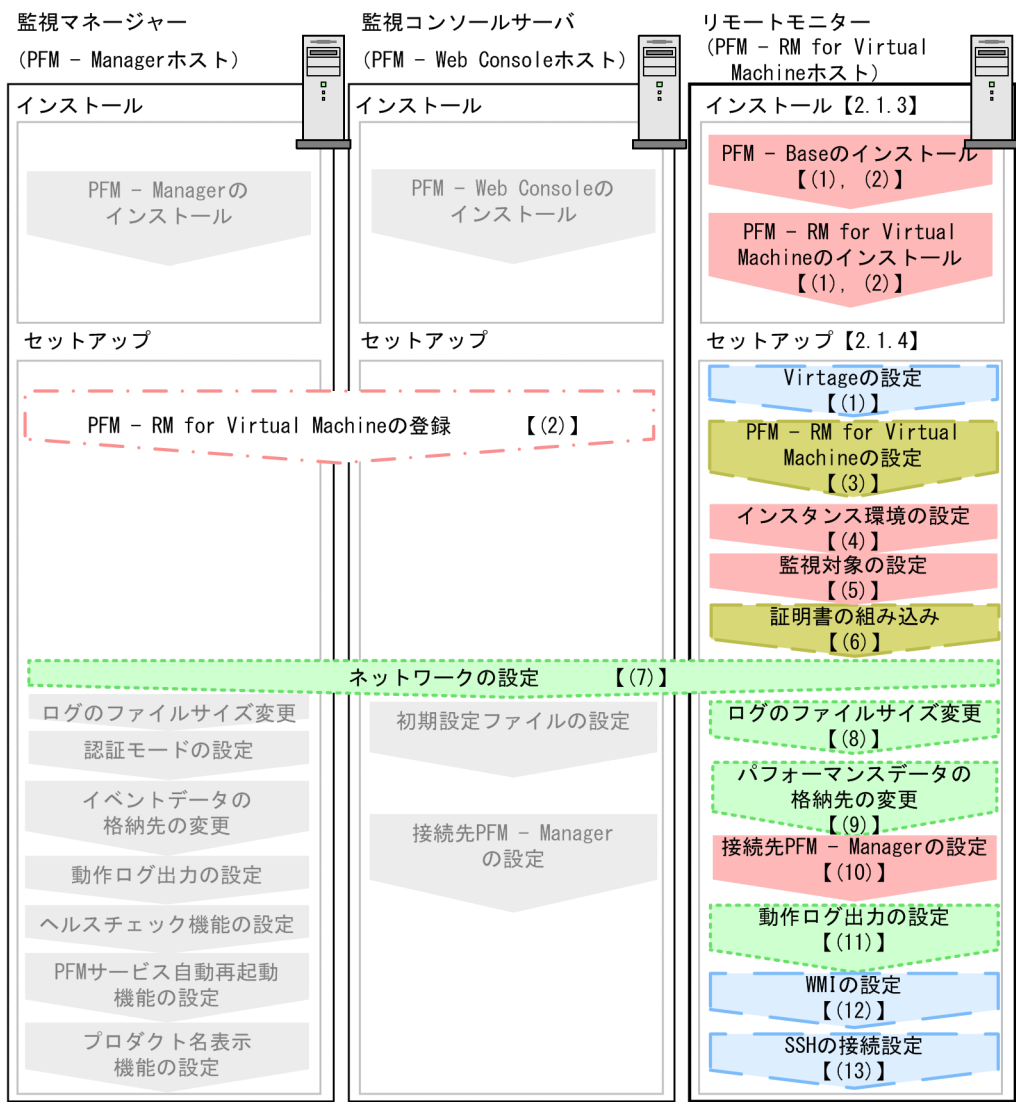 監視マネージャー
(PFM - Managerホスト)
インストール
PFM - Managerの
インストール
セットアップ
監視コンソールサーバ
(PFM - Web Consoleホスト)
インストール
PFM - Web Consoleの
インストール
セットアップ
リモートモニター
(PFM - RM for Virtual
Machineホスト)
インストール【2.1.3】
PFM - Baseのインストール
【(1), (2)】
PFM - RM for Virtual
Machineのインストール
【(1), (2)】
セットアップ【2.1.4】
Virtageの設定
【(1)】
PFM - RM for Virtual Machineの登録 【(2)】
PFM - RM for Virtual
Machineの設定
【(3)】
インスタンス環境の設定
【(4)】
監視対象の設定
【(5)】
証明書の組み込み
【(6)】
ネットワークの設定 【(7)】
ログのファイルサイズ変更
認証モードの設定
イベントデータの
格納先の変更
動作ログ出力の設定
ヘルスチェック機能の設定
PFMサービス自動再起動
機能の設定
プロダクト名表示
機能の設定
初期設定ファイルの設定
接続先PFM - Manager
の設定
ログのファイルサイズ変更
【(8)】
パフォーマンスデータの
格納先の変更
【(9)】
接続先PFM - Managerの設定
【(10)】
動作ログ出力の設定
【(11)】
WMIの設定
【(12)】
SSHの接続設定
【(13)】